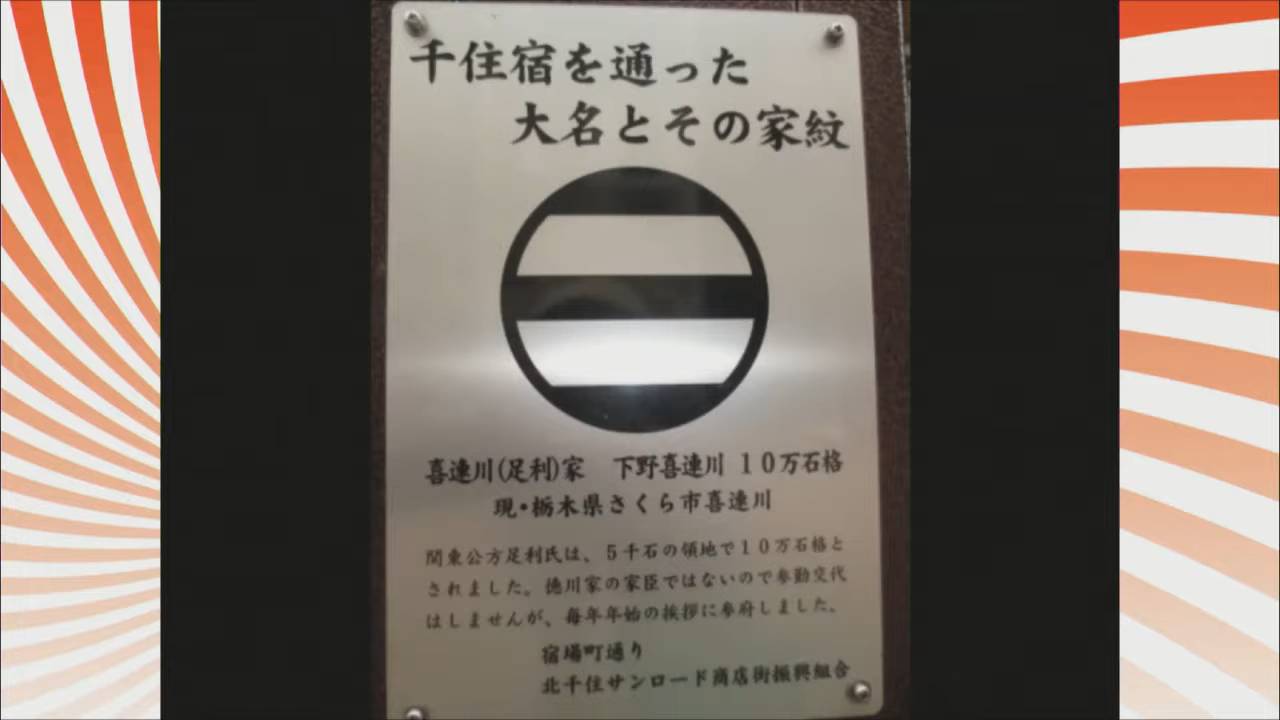 千住宿を通った
大名とその家紋
喜連川(足利)家　下野喜連川 10万石格
現・栃木県さくら市喜連川
関東公方足利氏は、5千石の領地で10万石格と
されました。徳川家の家臣ではないので参勤交代
はしませんが、毎年年始の挨拶に参府しました。
宿場町通り
北千住サンロード商店街振興組合